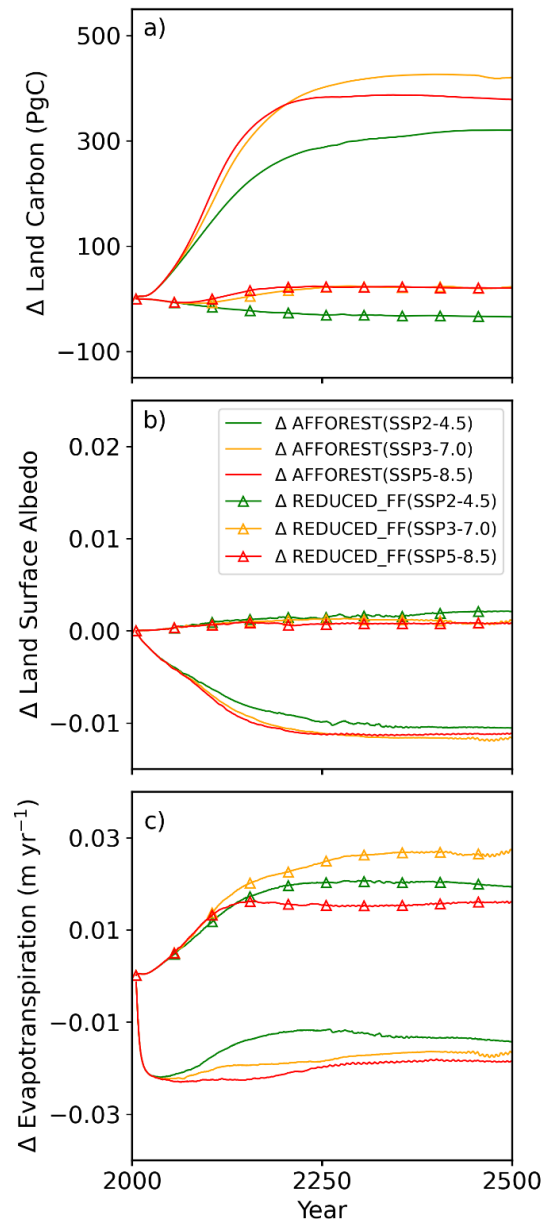 a)
500
300
100
−100
Δ Land Carbon (PgC)
b)
0.02
0.01
0.00
−0.01
Δ Land Surface Albedo
Δ AFFOREST(SSP2-4.5)
Δ AFFOREST(SSP3-7.0)
Δ AFFOREST(SSP5-8.5)
Δ REDUCED_FF(SSP2-4.5)
Δ REDUCED_FF(SSP3-7.0)
Δ REDUCED_FF(SSP5-8.5)
c)
0.03
0.01
−0.01
−0.03
Δ Evapotranspiration (m yr⁻¹)
2000 2250 2500
Year